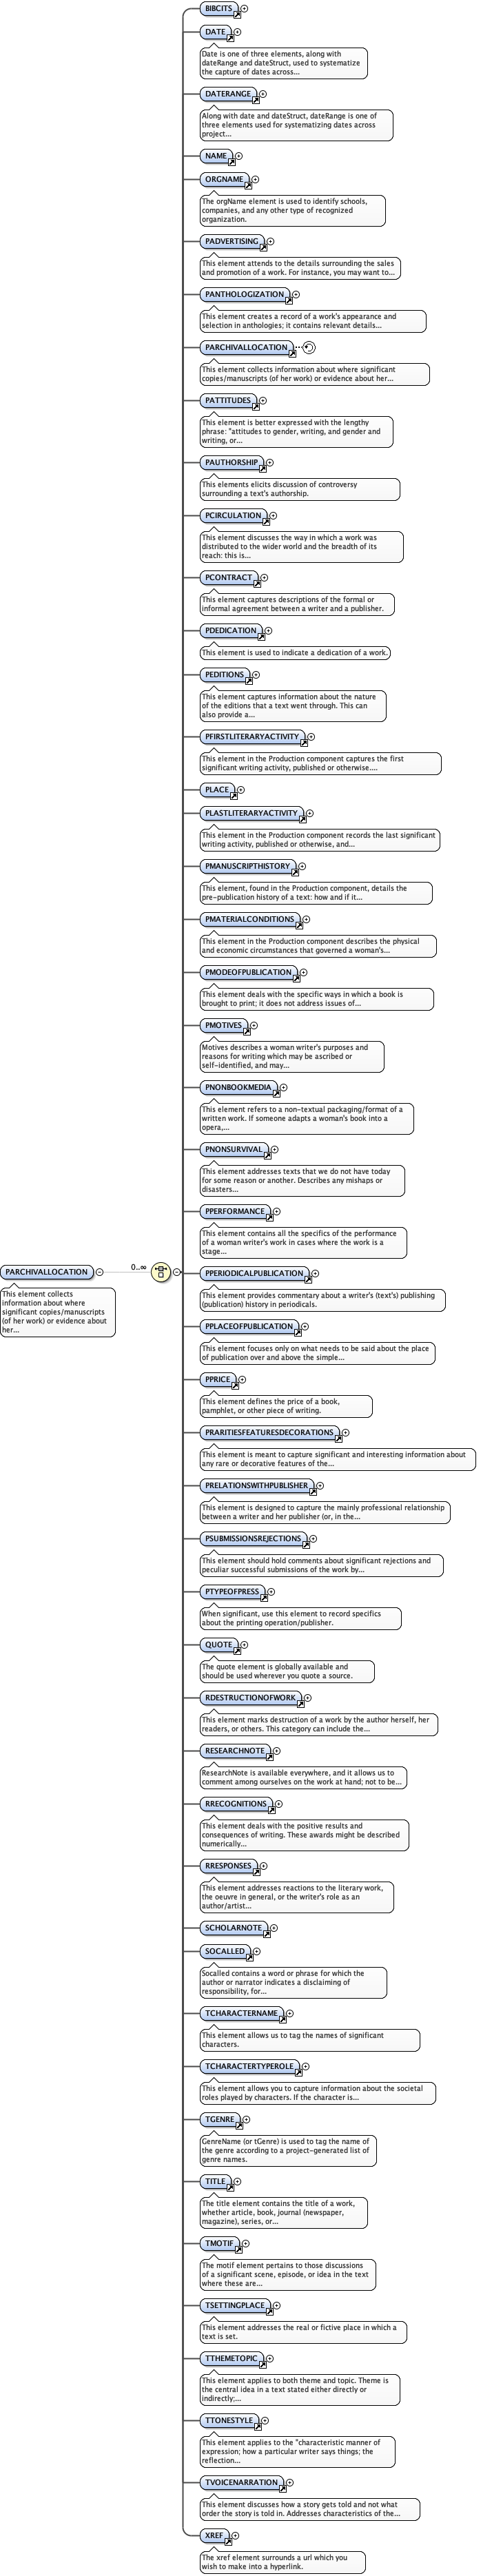 BIBCITS
DATE
Date is one of three elements, along with
dateRange and dateStruct, used to systematize
the capture of dates across...
DATERANGE
Along with date and dateStruct, dateRange is one of
three elements used for systematizing dates across
project...
NAME
ORGNAME
The orgName element is used to identify schools,
companies, and any other type of recognized
organization.
PADVERTISING
This element attends to the details surrounding the sales
and promotion of a work. For instance, you may want to...
PANTHOLOGIZATION
This element creates a record of a work's appearance and
selection in anthologies; it contains relevant details...
PARCHIVALLOCATION
This element collects information about where significant
copies/manuscripts (of her work) or evidence about her...
PATTITUDES
This element is better expressed with the lengthy
phrase: "attitudes to gender, writing, and gender and
writing, or...
PAUTHORSHIP
This elements elicits discussion of controversy
surrounding a text's authorship.
PCIRCULATION
This element discusses the way in which a work was
distributed to the wider world and the breadth of its
reach: this is...
PCONTRACT
This element captures descriptions of the formal or
informal agreement between a writer and a publisher.
PDEDICATION
This element is used to indicate a dedication of a work.
PEDITIONS
This element captures information about the nature
of the editions that a text went through. This can
also provide a...
PFIRSTLITERARYACTIVITY
This element in the Production component captures the first
significant writing activity, published or otherwise....
PLACE
PLASTLITERARYACTIVITY
This element in the Production component records the last significant
writing activity, published or otherwise, and...
PMANUSCRIPTHISTORY
This element, found in the Production component, details the
pre-publication history of a text: how and if it...
PMATERIALCONDITIONS
This element in the Production component describes the physical
and economic circumstances that governed a woman's...
PMODEOFPUBLICATION
This element deals with the specific ways in which a book is
brought to print; it does not address issues of...
PMOTIVES
Motives describes a woman writer's purposes and
reasons for writing which may be ascribed or
self-identified, and may...
PNONBOOKMEDIA
This element refers to a non-textual packaging/format of a
written work. If someone adapts a woman's book into a
opera,...
PNONSURVIVAL
This element addresses texts that we do not have today
for some reason or another. Describes any mishaps or
disasters...
PPERFORMANCE
This element contains all the specifics of the performance
of a woman writer's work in cases where the work is a
stage...
PARCHIVALLOCATION
0..∞
This element collects
information about where
significant copies/manuscripts
(of her work) or evidence about
her...
PPERIODICALPUBLICATION
This element provides commentary about a writer's (text's) publishing
(publication) history in periodicals.
PPLACEOFPUBLICATION
This element focuses only on what needs to be said about the place
of publication over and above the simple...
PPRICE
This element defines the price of a book,
pamphlet, or other piece of writing.
PRARITIESFEATURESDECORATIONS
This element is meant to capture significant and interesting information about
any rare or decorative features of the...
PRELATIONSWITHPUBLISHER
This element is designed to capture the mainly professional relationship
between a writer and her publisher (or, in the...
PSUBMISSIONSREJECTIONS
This element should hold comments about significant rejections and
peculiar successful submissions of the work by...
PTYPEOFPRESS
When significant, use this element to record specifics
about the printing operation/publisher.
QUOTE
The quote element is globally available and
should be used wherever you quote a source.
RDESTRUCTIONOFWORK
This element marks destruction of a work by the author herself, her
readers, or others. This category can include the...
RESEARCHNOTE
ResearchNote is available everywhere, and it allows us to
comment among ourselves on the work at hand; not to be...
RRECOGNITIONS
This element deals with the positive results and
consequences of writing. These awards might be described
numerically...
RRESPONSES
This element addresses reactions to the literary work,
the oeuvre in general, or the writer's role as an
author/artist...
SCHOLARNOTE
SOCALLED
Socalled contains a word or phrase for which the
author or narrator indicates a disclaiming of
responsibility, for...
TCHARACTERNAME
This element allows us to tag the names of significant
characters.
TCHARACTERTYPEROLE
This element allows you to capture information about the societal
roles played by characters. If the character is...
TGENRE
GenreName (or tGenre) is used to tag the name of
the genre according to a project-generated list of
genre names.
TITLE
The title element contains the title of a work,
whether article, book, journal (newspaper,
magazine), series, or...
TMOTIF
The motif element pertains to those discussions
of a significant scene, episode, or idea in the text
where these are...
TSETTINGPLACE
This element addresses the real or fictive place in which a
text is set.
TTHEMETOPIC
This element applies to both theme and topic. Theme is
the central idea in a text stated either directly or
indirectly;...
TTONESTYLE
This element applies to the "characteristic manner of
expression; how a particular writer says things; the
reflection...
TVOICENARRATION
This element discusses how a story gets told and not what
order the story is told in. Addresses characteristics of the...
XREF
The xref element surrounds a url which you
wish to make into a hyperlink.